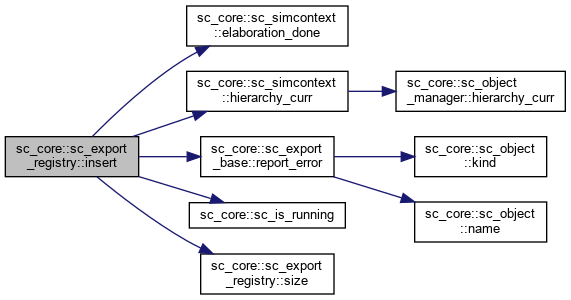 sc_core::sc_simcontext
::elaboration_done
sc_core::sc_simcontext
::hierarchy_curr
sc_core::sc_object
_manager::hierarchy_curr
sc_core::sc_export
_registry::insert
sc_core::sc_export
_base::report_error
sc_core::sc_object
::kind
sc_core::sc_is_running
sc_core::sc_object
::name
sc_core::sc_export
_registry::size